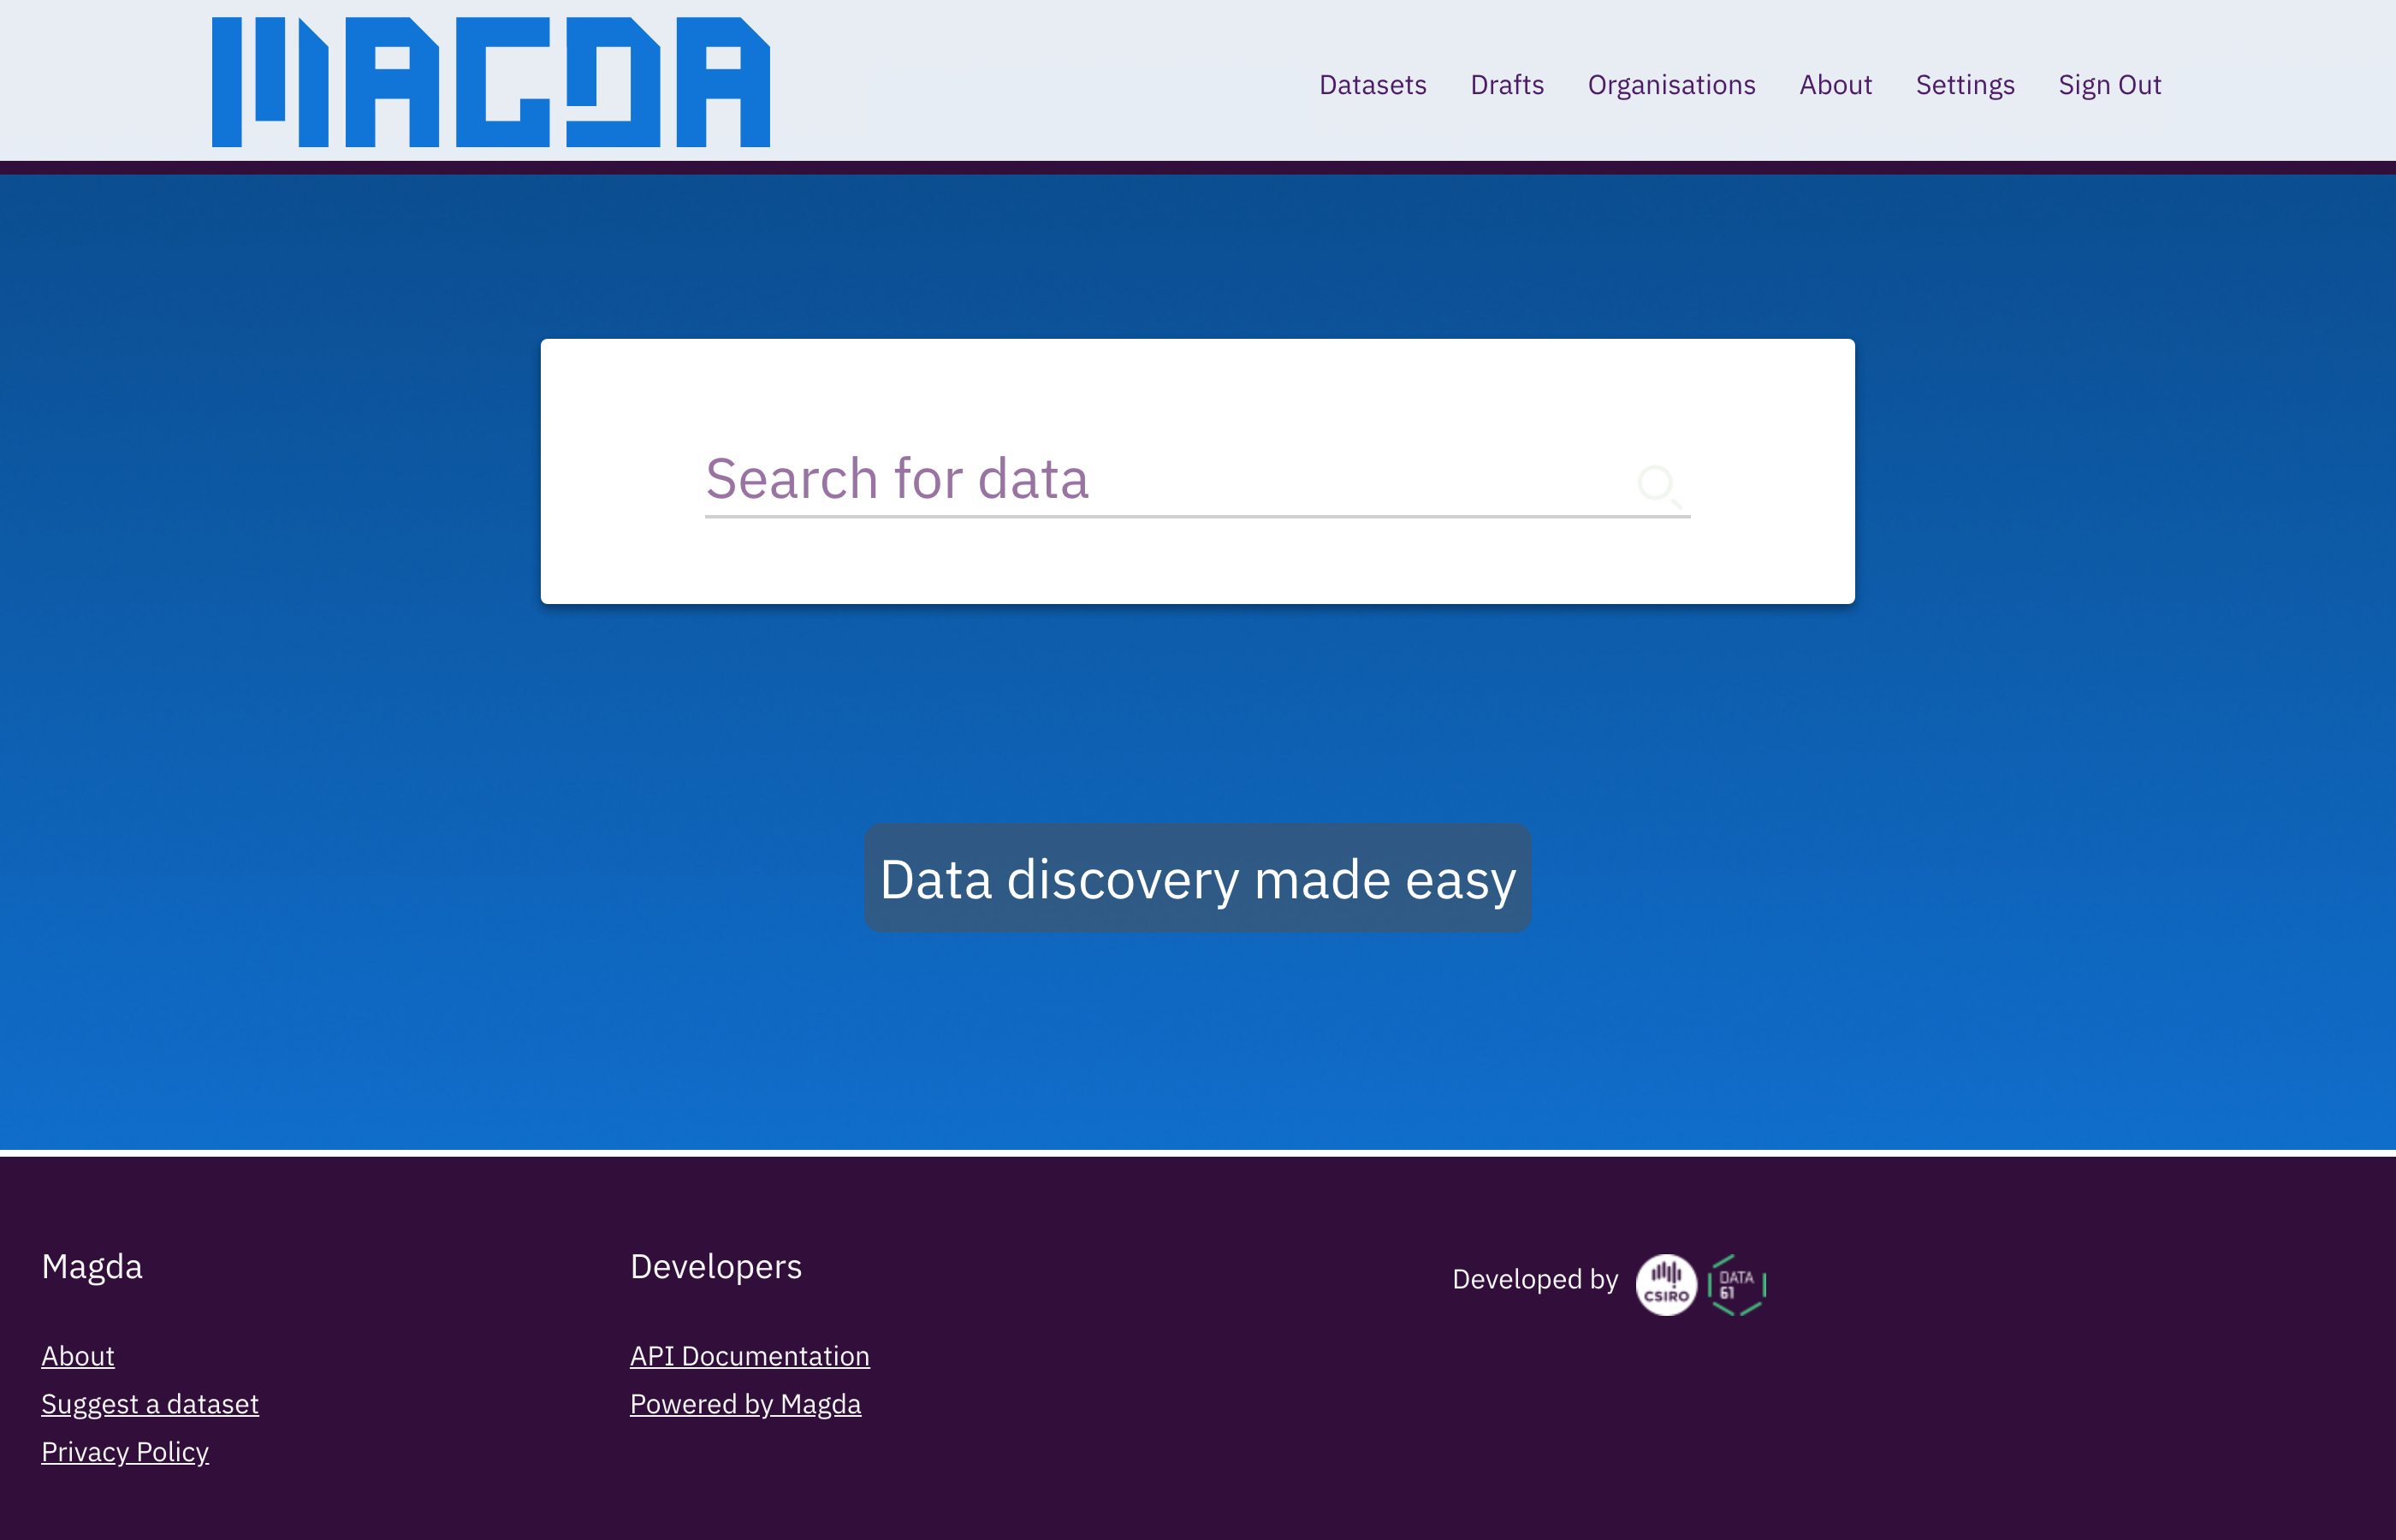 MAGDA
Datasets Drafts Organisations About Settings Sign Out
Search for data
Data discovery made easy
Magda
About
Suggest a dataset
Privacy Policy
Developers
API Documentation
Powered by Magda
Developed by
CSIRO
DATA
61